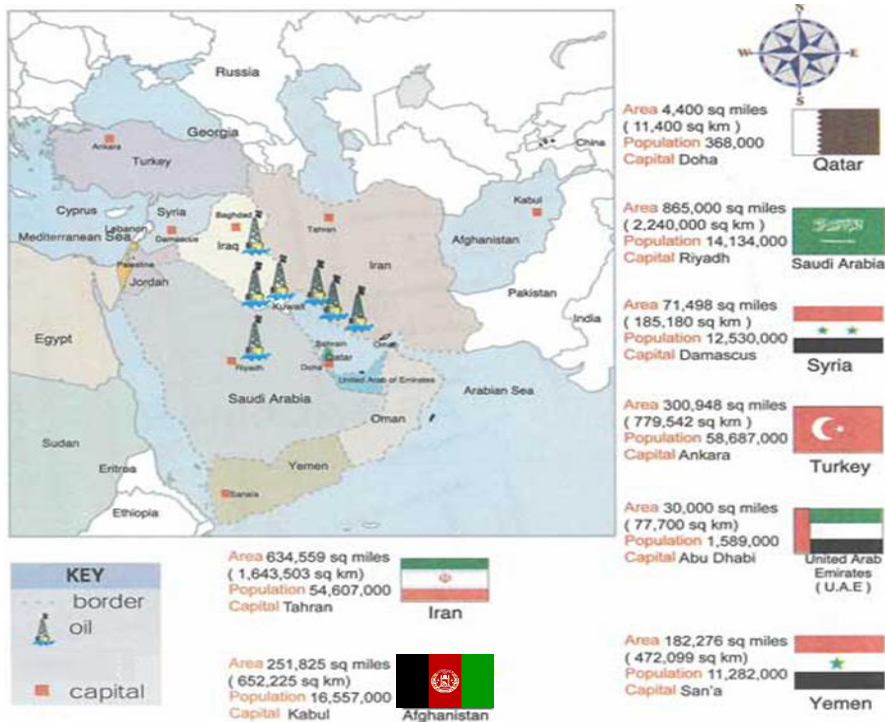 Russia
Georgia
Ankara
Turkey
China
Cyprus
Syria
Lebanon
Mediterranean Sea
Damascus
Baghdad
Iraq
Tahran
Iran
Kabul
Afghanistan
Palestine
Jordan
Kuwait
Pakistan
India
Egypt
Bahrain
Qatar
Doha
Oman
Riyadh
United Arab of Emirates
Arabian Sea
Saudi Arabia
Oman
Sudan
Eritrea
Yemen
Sana'a
Ethiopia
S
W
E
S
Area 4,400 sq miles
( 11,400 sq km )
Population 368,000
Capital Doha
Qatar
Area 865,000 sq miles
( 2,240,000 sq km )
Population 14,134,000
Capital Riyadh
Saudi Arabia
Area 71,498 sq miles
( 185,180 sq km )
Population 12,530,000
Capital Damascus
Syria
Area 300,948 sq miles
( 779,542 sq km )
Population 58,687,000
Capital Ankara
Turkey
Area 30,000 sq miles
( 77,700 sq km)
Population 1,589,000
Capital Abu Dhabi
United Arab
Emirates
( U.A.E )
Area 182,276 sq miles
( 472,099 sq km)
Population 11,282,000
Capital San'a
Yemen
KEY
border
oil
capital
Area 634,559 sq miles
( 1,643,503 sq km)
Population 54,607,000
Capital Tahran
Iran
Area 251,825 sq miles
( 652,225 sq km)
Population 16,557,000
Capital Kabul
Afghanistan